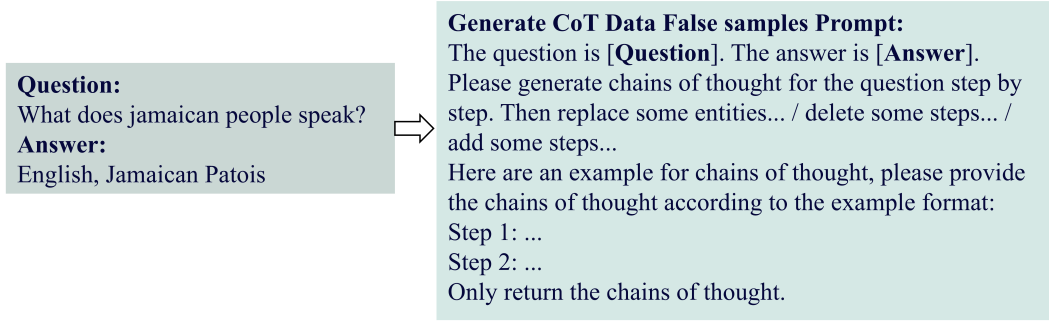 Question:
What does jamaican people speak?
Answer:
English, Jamaican Patois
Generate CoT Data False samples Prompt:
The question is [Question]. The answer is [Answer].
Please generate chains of thought for the question step by
step. Then replace some entities... / delete some steps... /
add some steps...
Here are an example for chains of thought, please provide
the chains of thought according to the example format:
Step 1: ...
Step 2: ...
Only return the chains of thought.